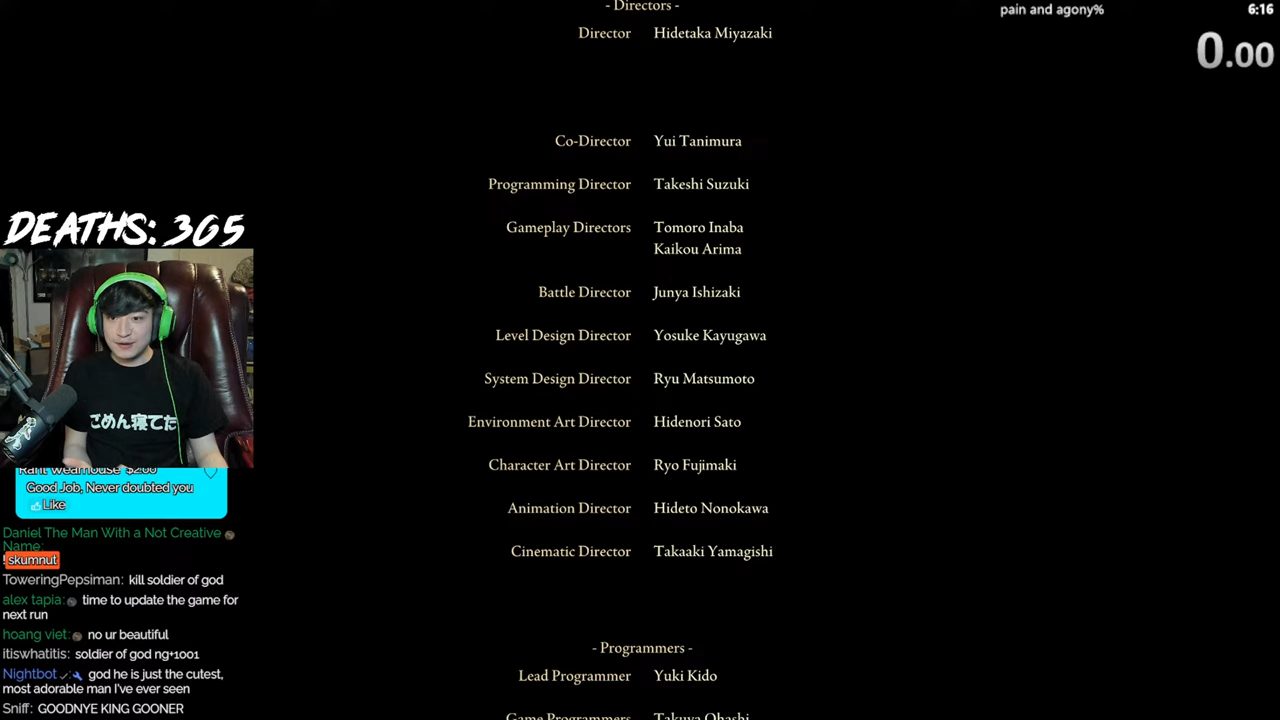 - Directors -
Director Hidetaka Miyazaki
Co-Director Yui Tanimura
Programming Director Takeshi Suzuki
Gameplay Directors Tomoro Inaba
Kaikou Arima
Battle Director Junya Ishizaki
Level Design Director Yosuke Kayugawa
System Design Director Ryu Matsumoto
Environment Art Director Hidenori Sato
Character Art Director Ryo Fujimaki
Animation Director Hideto Nonokawa
Cinematic Director Takaaki Yamagishi
- Programmers -
Lead Programmer Yuki Kido
Game Programmers Takuya Ohashi
pain and agony% 6:16
0.00
DEATHS: 365
ごめん寝てた
Rant Wearhouse $2.00
Good Job, Never doubted you
Like
Daniel The Man With a Not Creative
Name:
!skumnut
ToweringPepsiman: kill soldier of god
alex tapia: time to update the game for
next run
hoang viet: no ur beautiful
itiswhatitis: soldier of god ng+1001
Nightbot: god he is just the cutest,
most adorable man I've ever seen
Sniff: GOODNYE KING GOONER